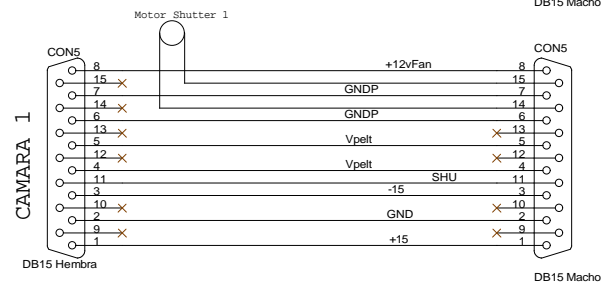 DB15 Macho
Motor Shutter 1
CON5
CON5
8 +12vFan 8
15 15
7 GNDP 7
14 14
6 GNDP 6
13 13
5 Vpelt 5
12 12
4 Vpelt 4
11 SHU 11
3 -15 3
10 10
2 GND 2
9 9
1 +15 1
CAMARA 1
DB15 Hembra
DB15 Macho